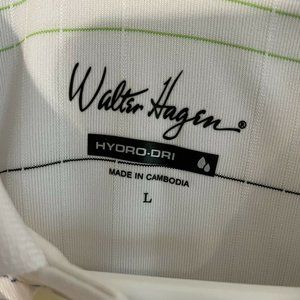 Walter Hagen®
HYDRO-DRI
MADE IN CAMBODIA
L